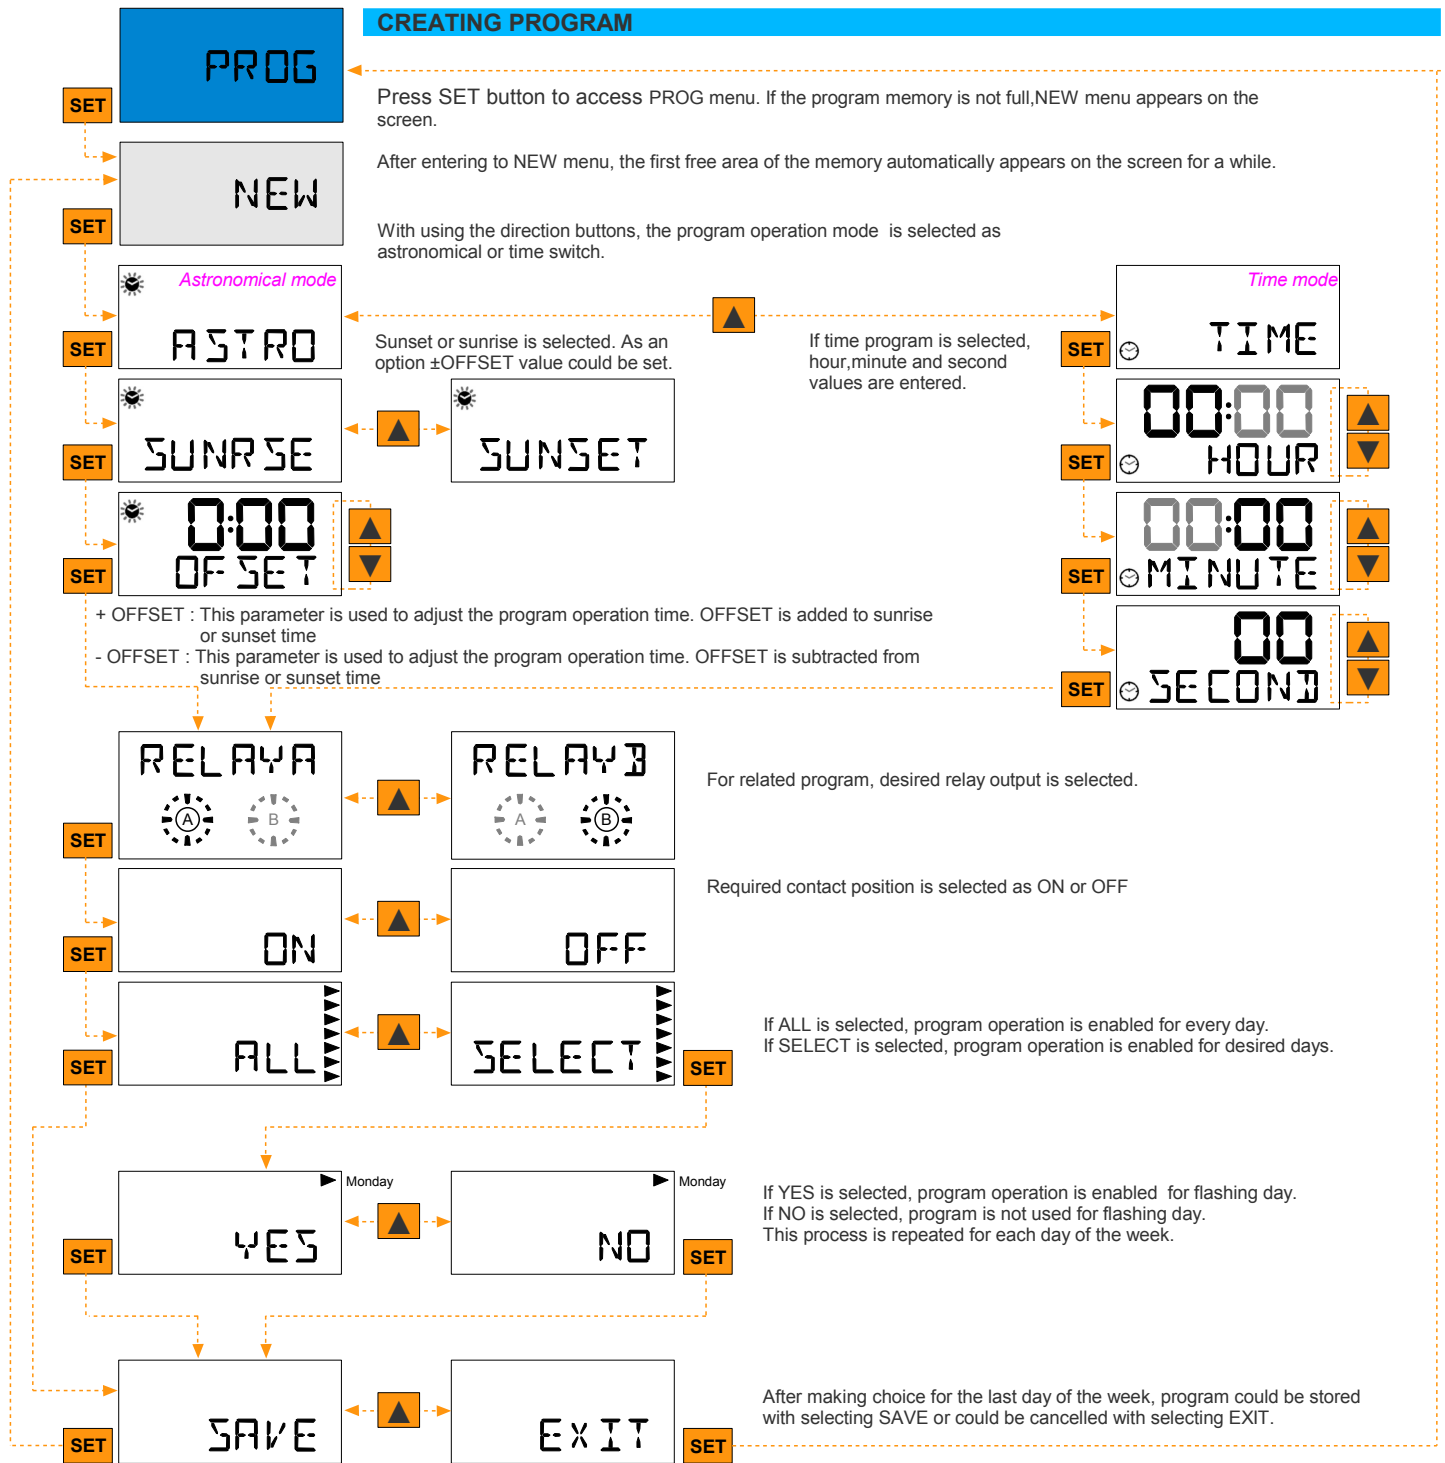 CREATING PROGRAM
PROG
SET
Press SET button to access PROG menu. If the program memory is not full,NEW menu appears on the
screen.
After entering to NEW menu, the first free area of the memory automatically appears on the screen for a while.
NEW
SET
With using the direction buttons, the program operation mode is selected as
astronomical or time switch.
Astronomical mode
ASTRO
SET
Time mode
TIME
SET
Sunset or sunrise is selected. As an
option ±OFFSET value could be set.
If time program is selected,
hour,minute and second
values are entered.
SUNRSE
SET
SUNSET
00:00
HOUR
SET
0:00
OFSET
SET
00:00
MINUTE
SET
+ OFFSET : This parameter is used to adjust the program operation time. OFFSET is added to sunrise
or sunset time
- OFFSET : This parameter is used to adjust the program operation time. OFFSET is subtracted from
sunrise or sunset time
00
SECOND
SET
RELAYA
A B
SET
RELAYB
A B
For related program, desired relay output is selected.
Required contact position is selected as ON or OFF
ON
SET
OFF
ALL
SET
SELECT
SET
If ALL is selected, program operation is enabled for every day.
If SELECT is selected, program operation is enabled for desired days.
Monday
YES
SET
Monday
NO
SET
If YES is selected, program operation is enabled for flashing day.
If NO is selected, program is not used for flashing day.
This process is repeated for each day of the week.
SAVE
SET
EXIT
SET
After making choice for the last day of the week, program could be stored
with selecting SAVE or could be cancelled with selecting EXIT.